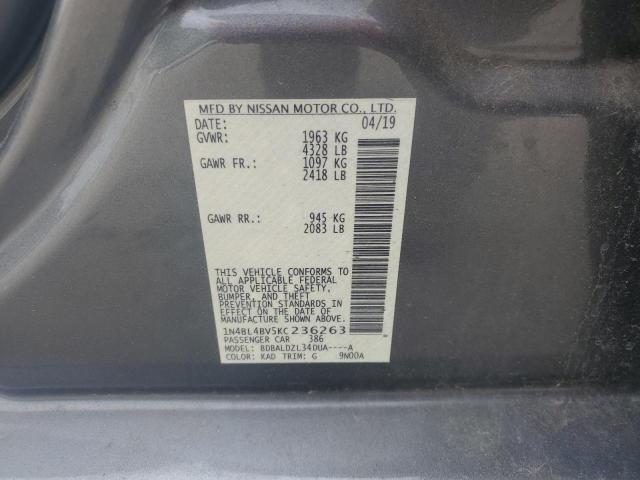 MFD BY NISSAN MOTOR CO., LTD.
DATE: 04/19
GVWR: 1963 KG
4328 LB
GAWR FR.: 1097 KG
2418 LB
GAWR RR.: 945 KG
2083 LB
THIS VEHICLE CONFORMS TO
ALL APPLICABLE FEDERAL
MOTOR VEHICLE SAFETY,
BUMPER, AND THEFT
PREVENTION STANDARDS IN
EFFECT ON THE DATE OF
MANUFACTURE SHOWN ABOVE.
1N4BL4BV5KC236263
PASSENGER CAR 386
MODEL: BDBALDZL34DUA----A
COLOR: KAD TRIM: G 9N00A